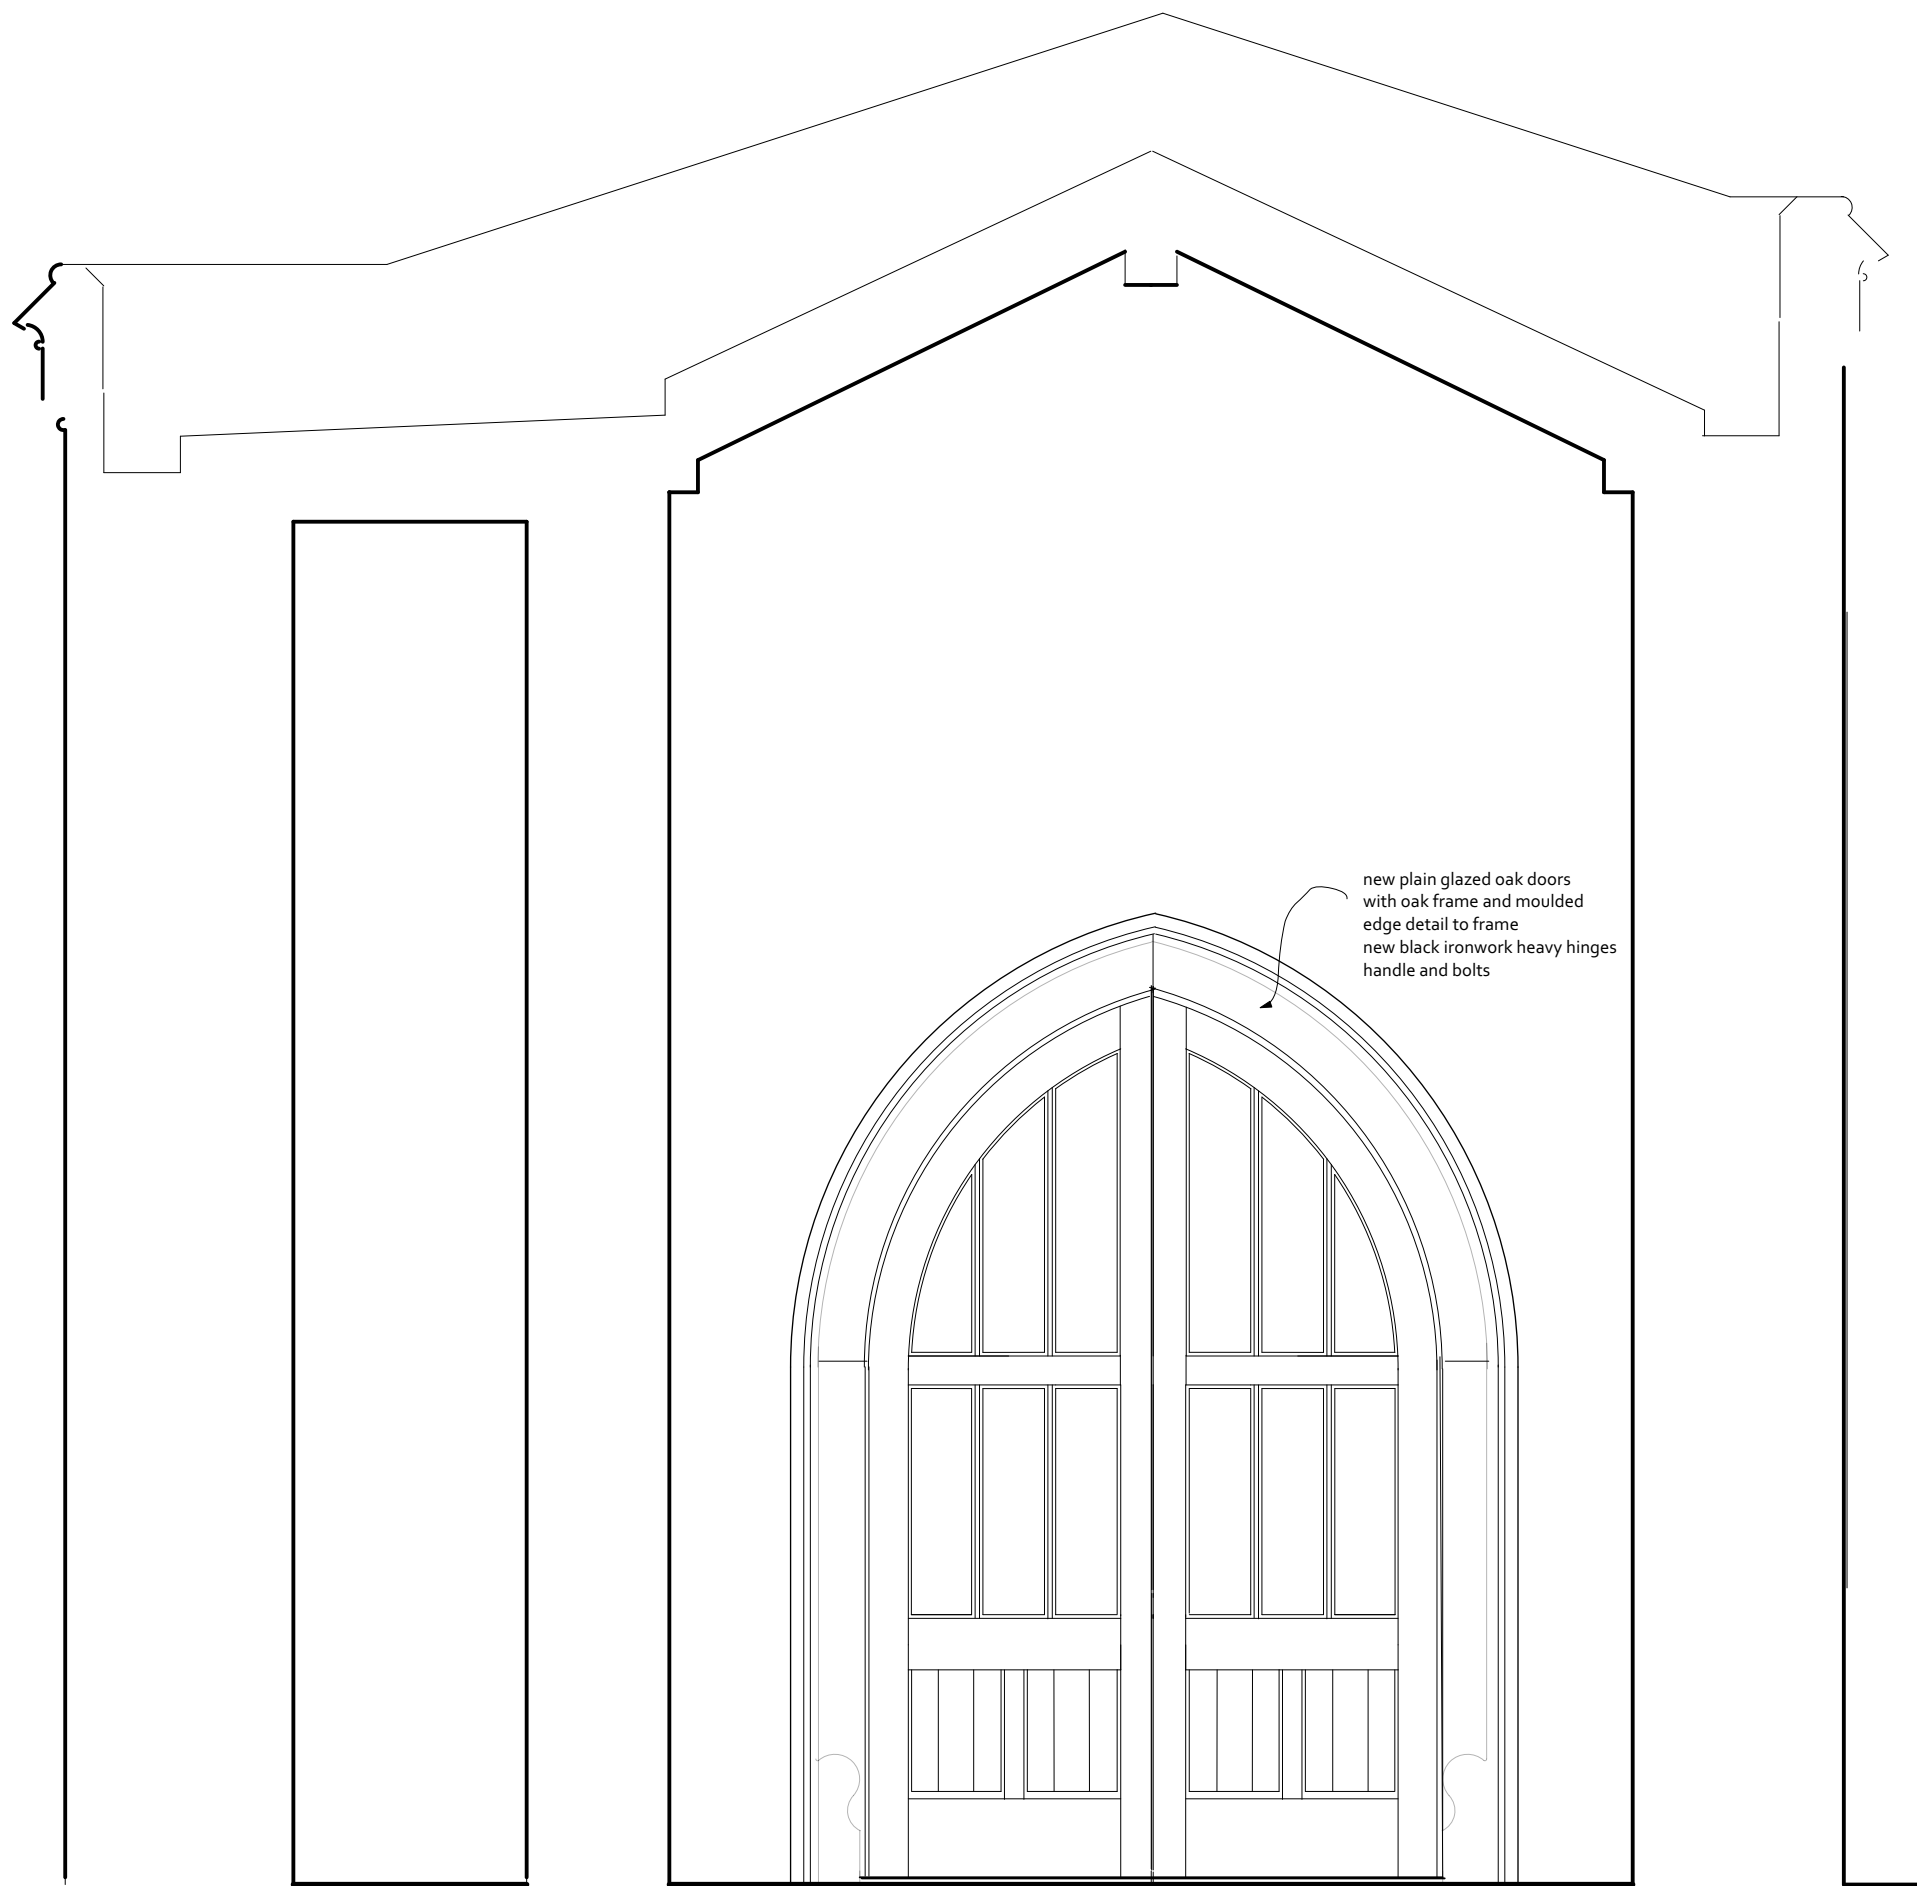 new plain glazed oak doors
with oak frame and moulded
edge detail to frame
new black ironwork heavy hinges
handle and bolts